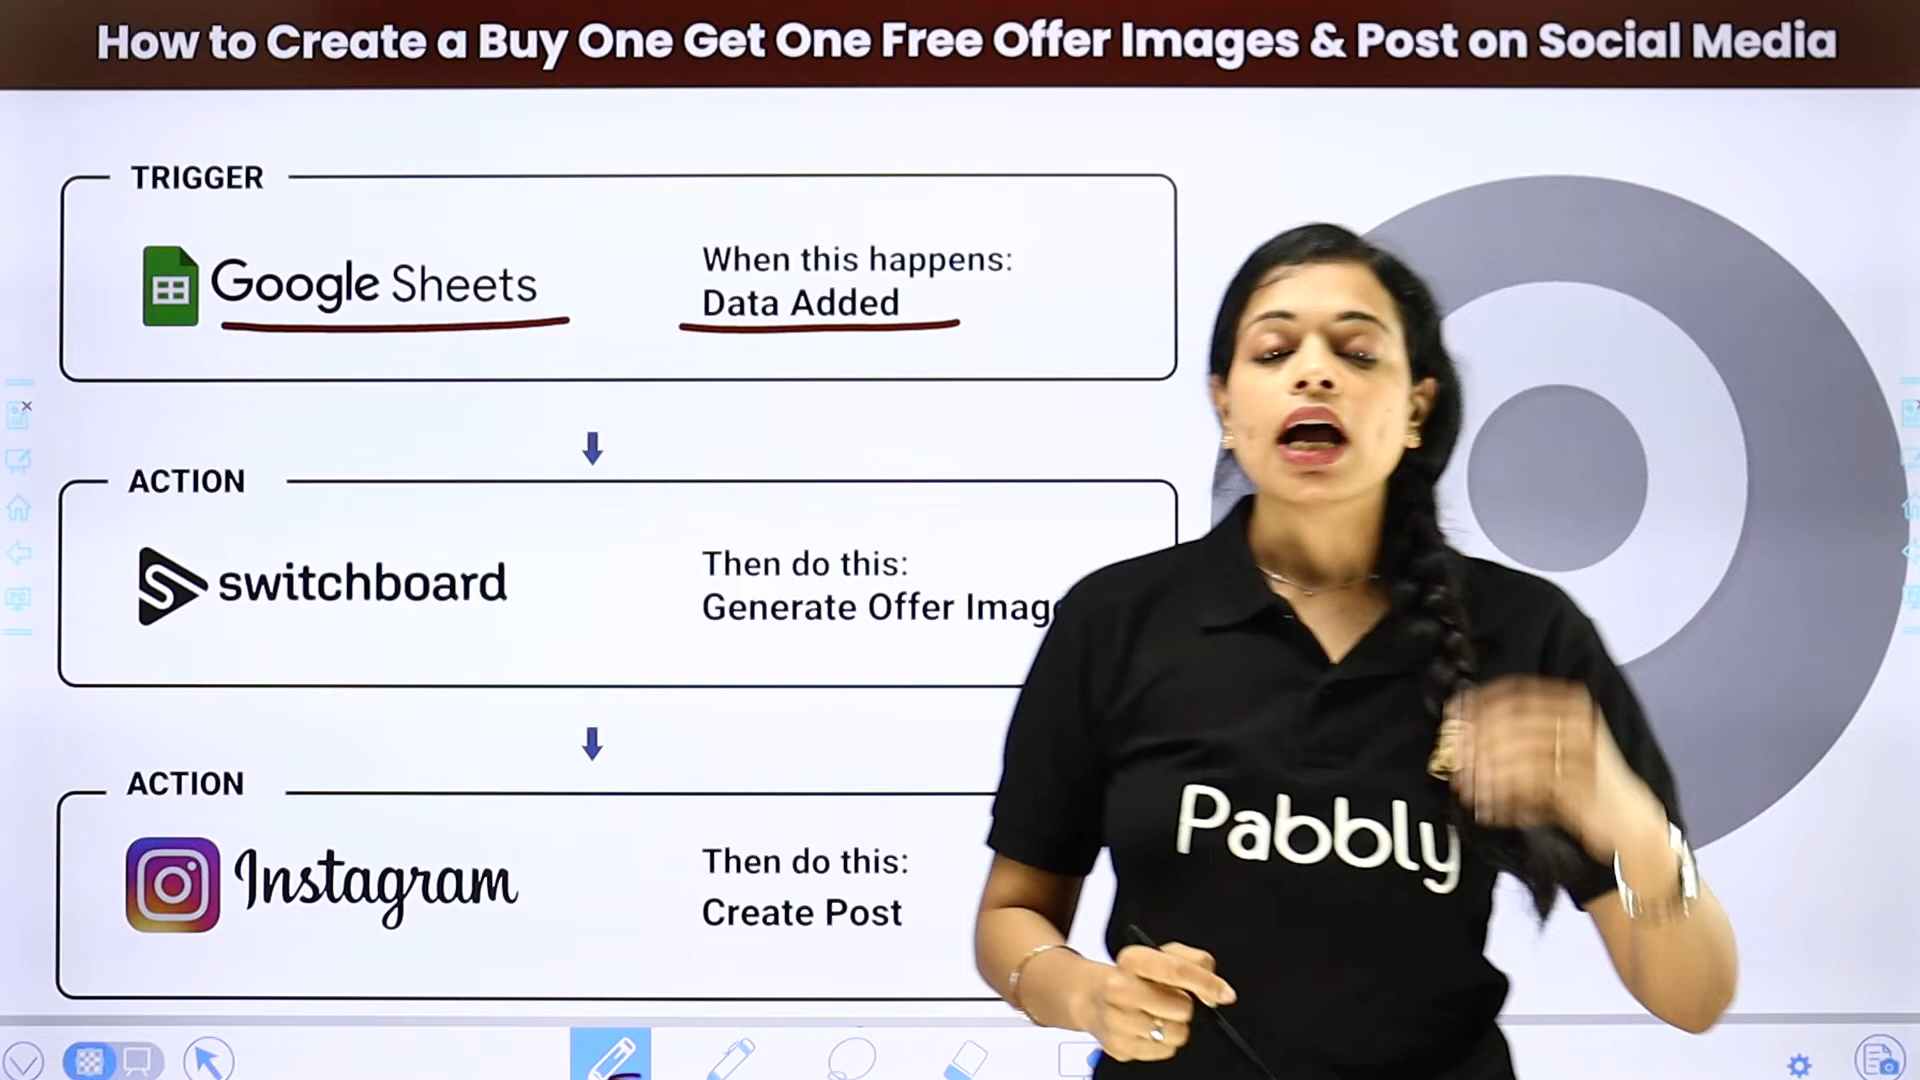 How to Create a Buy One Get One Free Offer Images & Post on Social Media
TRIGGER
Google Sheets
When this happens:
Data Added
ACTION
switchboard
Then do this:
Generate Offer Imag
ACTION
Instagram
Then do this:
Create Post
Pabbly
PC